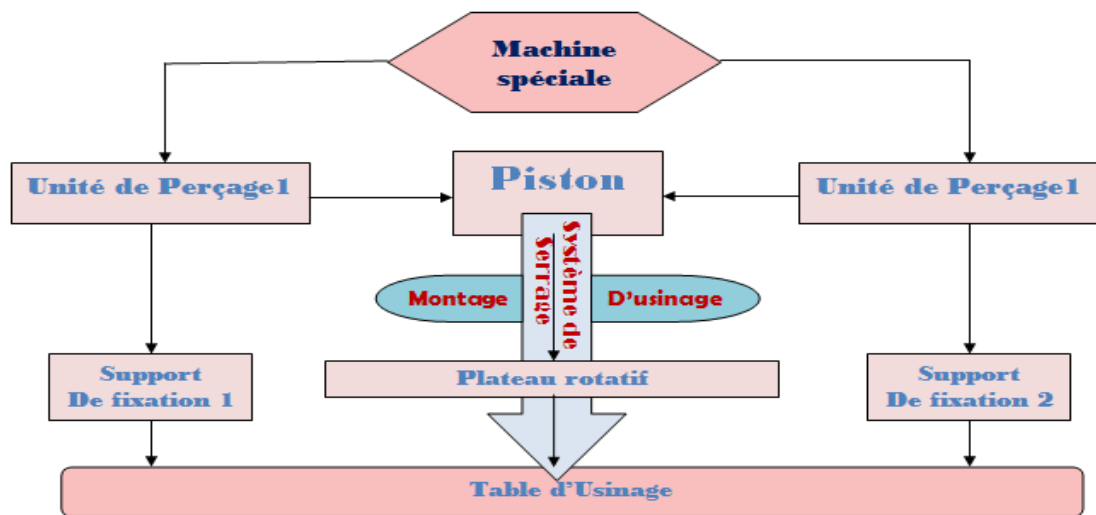 Machine
spéciale
Unité de Perçage1
Piston
Unité de Perçage1
Système de
Serrage
Montage
D'usinage
Support
De fixation 1
Plateau rotatif
Support
De fixation 2
Table d'Usinage